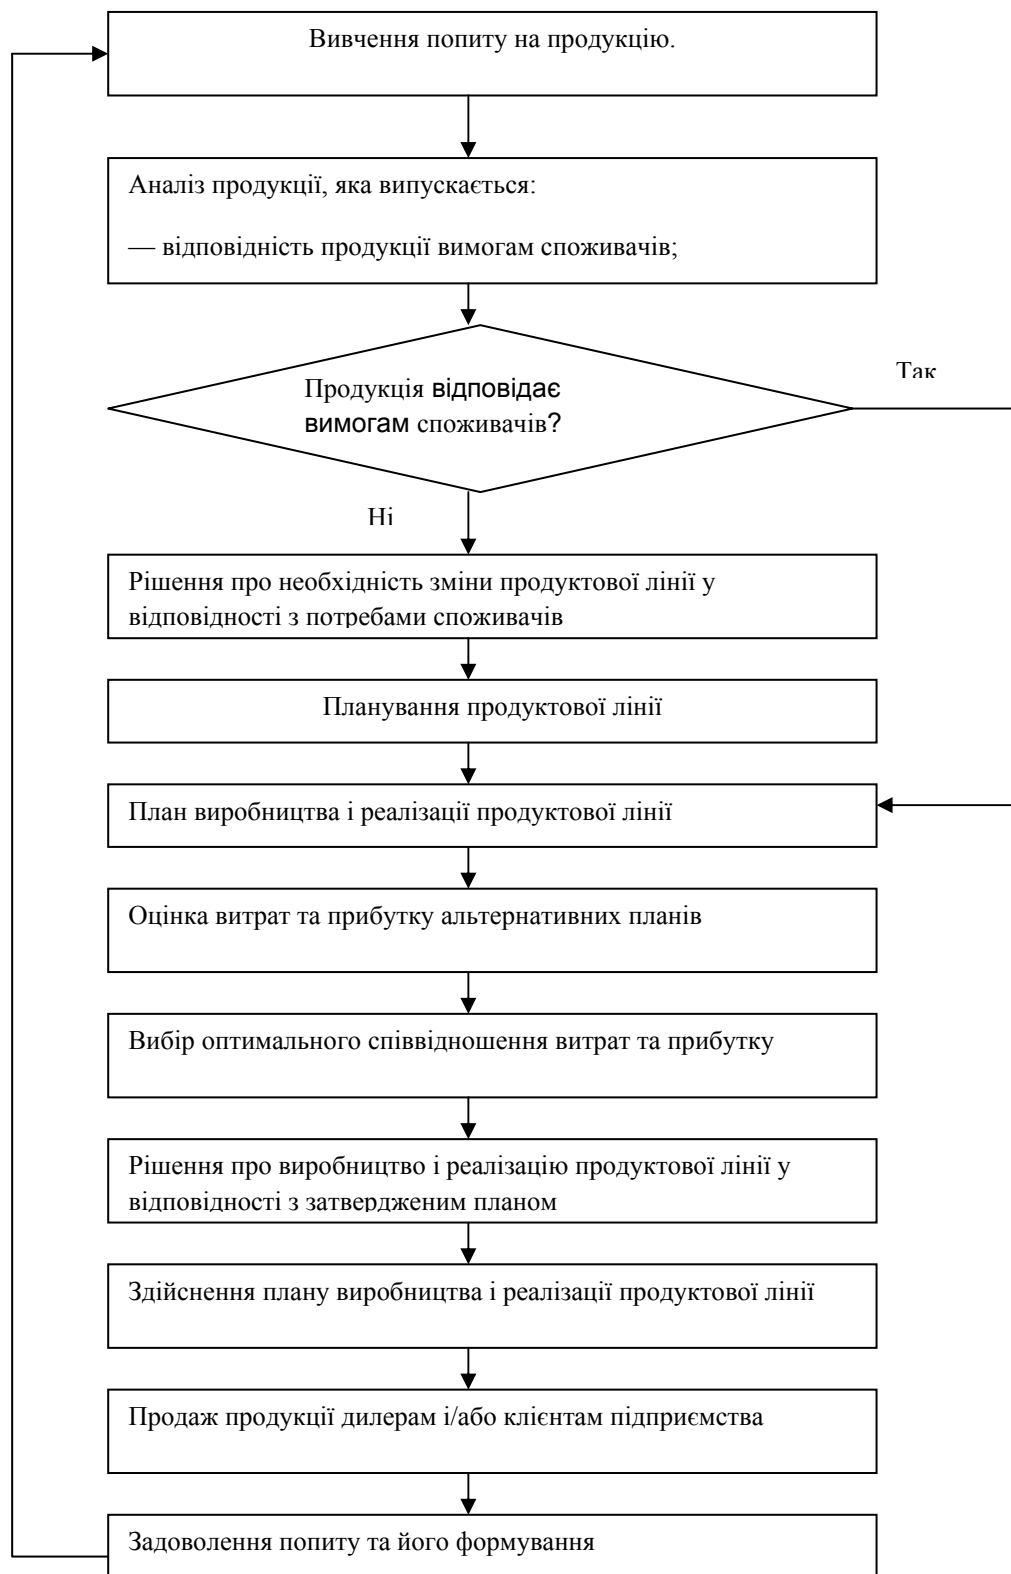 Вивчення попиту на продукцію.
Аналіз продукції, яка випускається:
— відповідність продукції вимогам споживачів;
Продукція відповідає
вимогам споживачів?
Так
Ні
Рішення про необхідність зміни продуктової лінії у
відповідності з потребами споживачів
Планування продуктової лінії
План виробництва і реалізації продуктової лінії
Оцінка витрат та прибутку альтернативних планів
Вибір оптимального співвідношення витрат та прибутку
Рішення про виробництво і реалізацію продуктової лінії у
відповідності з затвердженим планом
Здійснення плану виробництва і реалізації продуктової лінії
Продаж продукції дилерам і/або клієнтам підприємства
Задоволення попиту та його формування